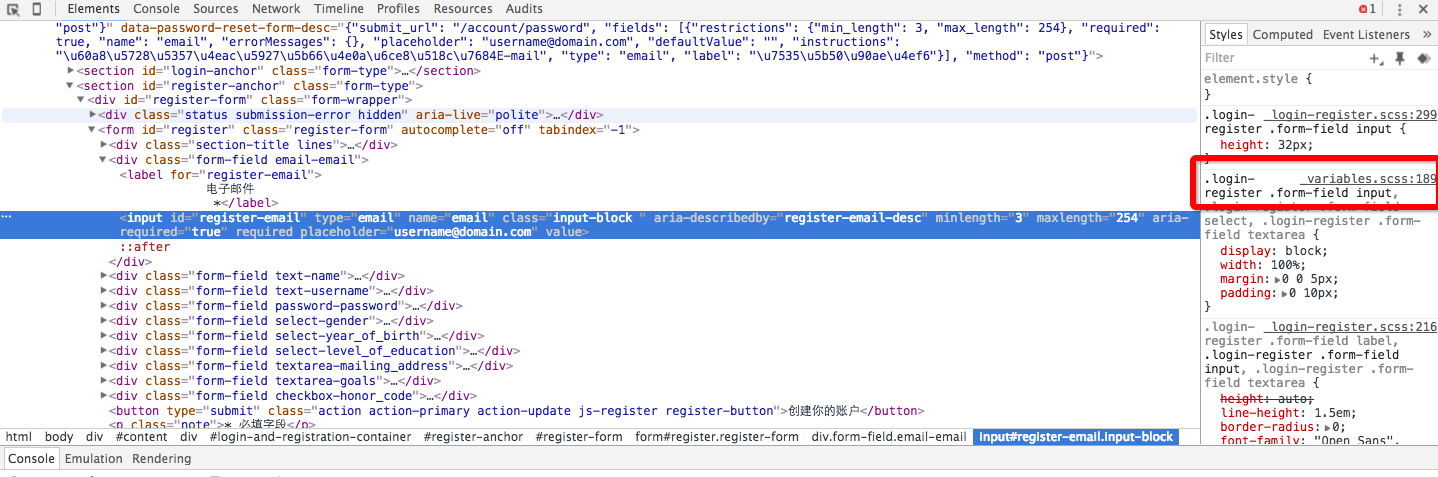 Elements Console Sources Network Timeline Profiles Resources Audits 1
"post"}" data-password-reset-form-desc="{"submit_url": "/account/password", "fields": [{"restrictions": {"min_length": 3, "max_length": 254}, "required":
true, "name": "email", "errorMessages": {}, "placeholder": "username@domain.com", "defaultValue": "", "instructions":
"\u60a8\u5728\u5357\u4eac\u5927\u5b66\u4e0a\u6ce8\u518c\u7684E-mail", "type": "email", "label": "\u7535\u5b50\u90ae\u4ef6"}], "method": "post"}">
<section id="login-anchor" class="form-type">…</section>
<section id="register-anchor" class="form-type">
<div id="register-form" class="form-wrapper">
<div class="status submission-error hidden" aria-live="polite">…</div>
<form id="register" class="register-form" autocomplete="off" tabindex="-1">
<div class="section-title lines">…</div>
<div class="form-field email-email">
<label for="register-email">
电子邮件
*</label>
… <input id="register-email" type="email" name="email" class="input-block " aria-describedby="register-email-desc" minlength="3" maxlength="254" aria-
required="true" required placeholder="username@domain.com" value>
::after
</div>
<div class="form-field text-name">…</div>
<div class="form-field text-username">…</div>
<div class="form-field password-password">…</div>
<div class="form-field select-gender">…</div>
<div class="form-field select-year_of_birth">…</div>
<div class="form-field select-level_of_education">…</div>
<div class="form-field textarea-mailing_address">…</div>
<div class="form-field textarea-goals">…</div>
<div class="form-field checkbox-honor_code">…</div>
<button type="submit" class="action action-primary action-update js-register register-button">创建你的账户</button>
<p class="note">* 必填字段</p>
html body div #content div #login-and-registration-container #register-anchor #register-form form#register.register-form div.form-field.email-email input#register-email.input-block
Console Emulation Rendering
Styles Computed Event Listeners »
Filter
element.style {
}
.login- _login-register.scss:299
register .form-field input {
height: 32px;
}
.login- _variables.scss:189
register .form-field input,
.login-register .form-field
select, .login-register .form-
field textarea {
display: block;
width: 100%;
margin: 0 0 5px;
padding: 0 10px;
}
.login- _login-register.scss:216
register .form-field label,
.login-register .form-field
input, .login-register .form-
field textarea {
height: auto;
line-height: 1.5em;
border-radius: 0;
font-family: "Open Sans",